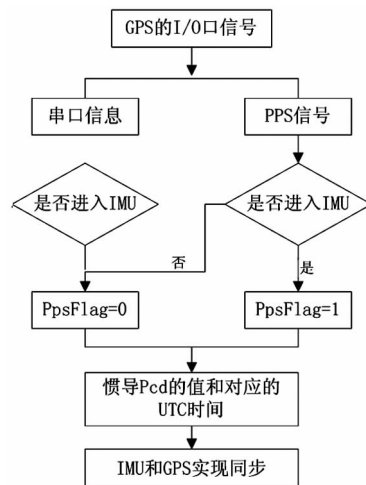 GPS的I/O口信号
串口信息
PPS信号
是否进入IMU
是否进入IMU
否
是
PpsFlag=0
PpsFlag=1
惯导Pcd的值和对应的
UTC时间
IMU和GPS实现同步